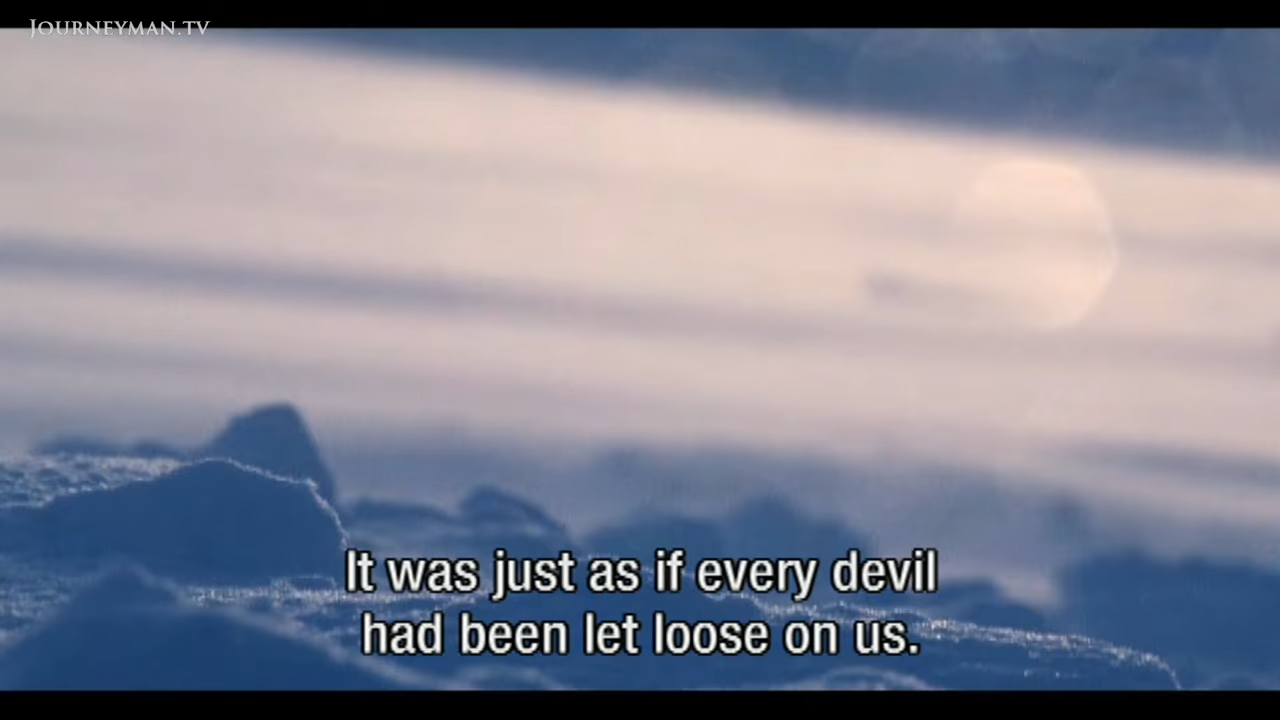 JOURNEYMAN.TV
It was just as if every devil
had been let loose on us.